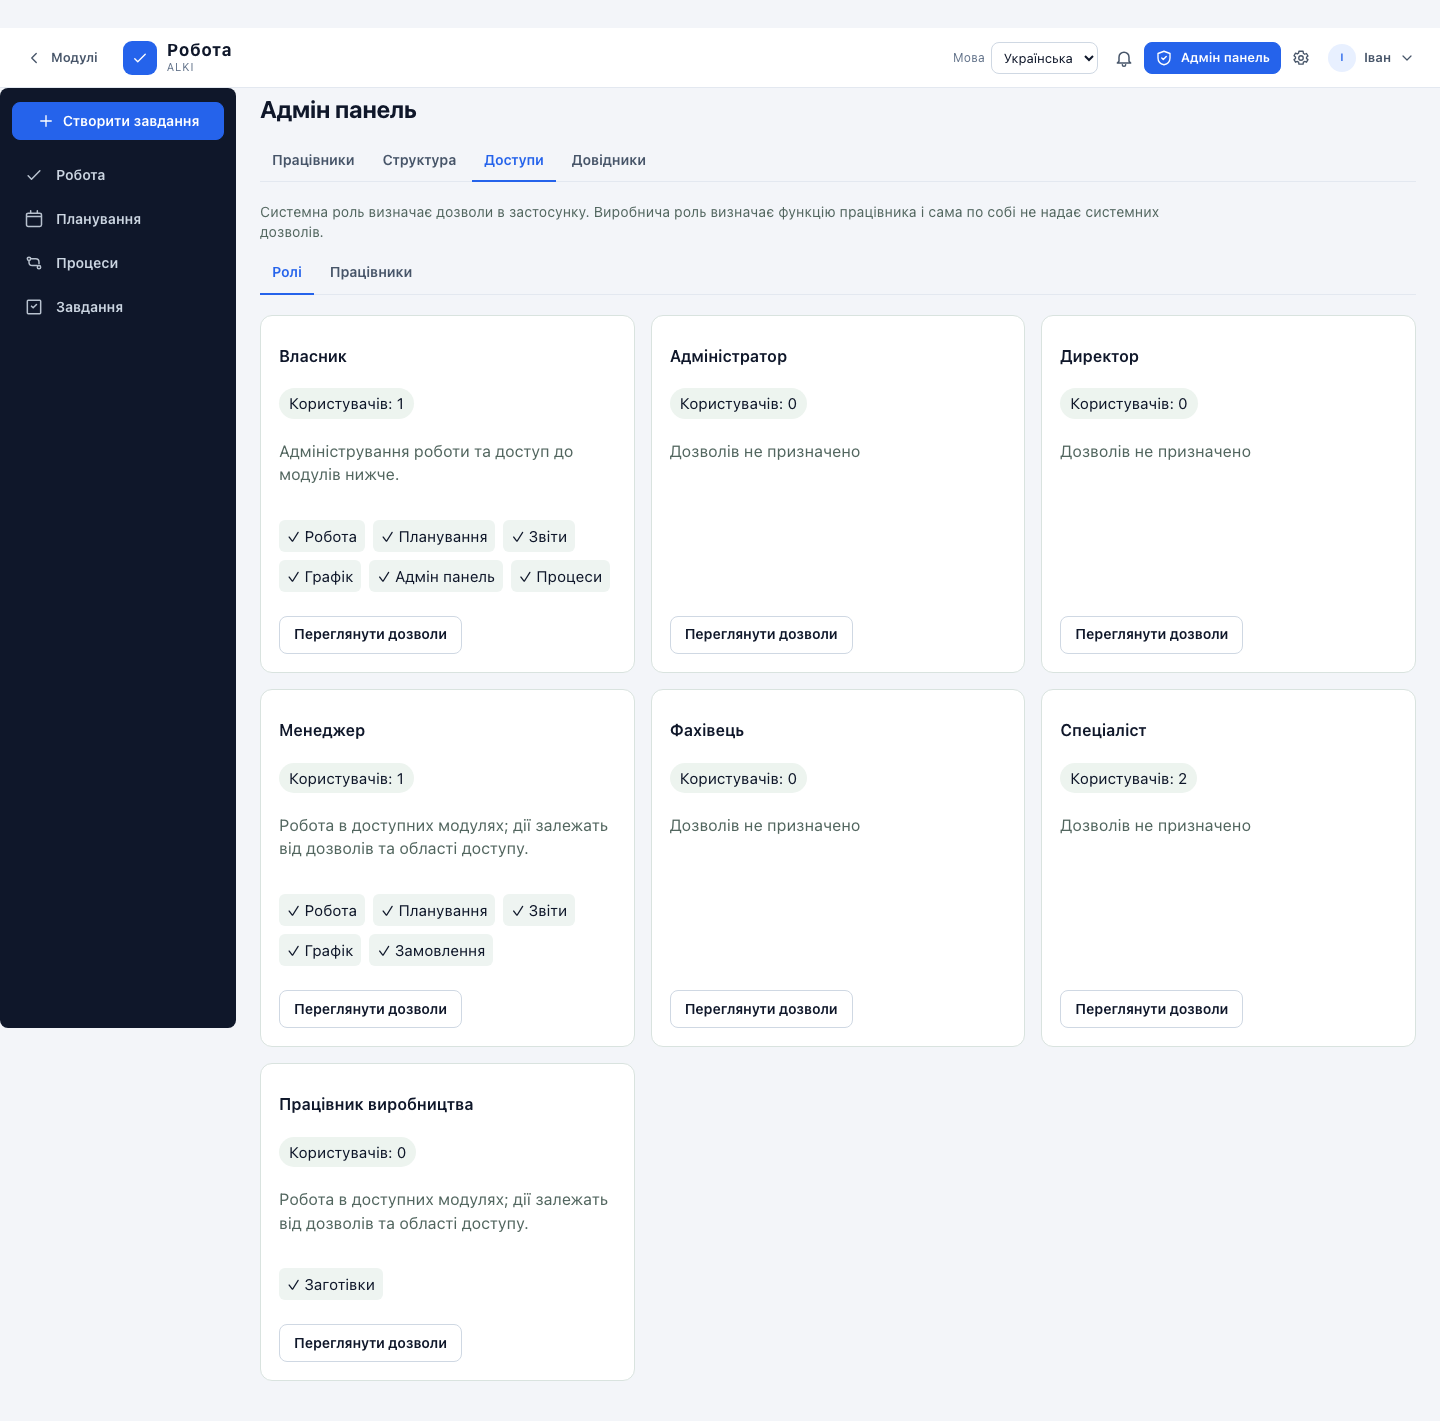 Модулі
Робота
ALKI
Мова
Українська
Адмін панель
І
Іван
Створити завдання
Робота
Планування
Процеси
Завдання
Адмін панель
Працівники Структура Доступи Довідники
Системна роль визначає дозволи в застосунку. Виробнича роль визначає функцію працівника і сама по собі не надає системних
дозволів.
Ролі Працівники
Власник
Користувачів: 1
Адміністрування роботи та доступ до
модулів нижче.
✓ Робота ✓ Планування ✓ Звіти
✓ Графік ✓ Адмін панель ✓ Процеси
Переглянути дозволи
Адміністратор
Користувачів: 0
Дозволів не призначено
Переглянути дозволи
Директор
Користувачів: 0
Дозволів не призначено
Переглянути дозволи
Менеджер
Користувачів: 1
Робота в доступних модулях; дії залежать
від дозволів та області доступу.
✓ Робота ✓ Планування ✓ Звіти
✓ Графік ✓ Замовлення
Переглянути дозволи
Фахівець
Користувачів: 0
Дозволів не призначено
Переглянути дозволи
Спеціаліст
Користувачів: 2
Дозволів не призначено
Переглянути дозволи
Працівник виробництва
Користувачів: 0
Робота в доступних модулях; дії залежать
від дозволів та області доступу.
✓ Заготівки
Переглянути дозволи